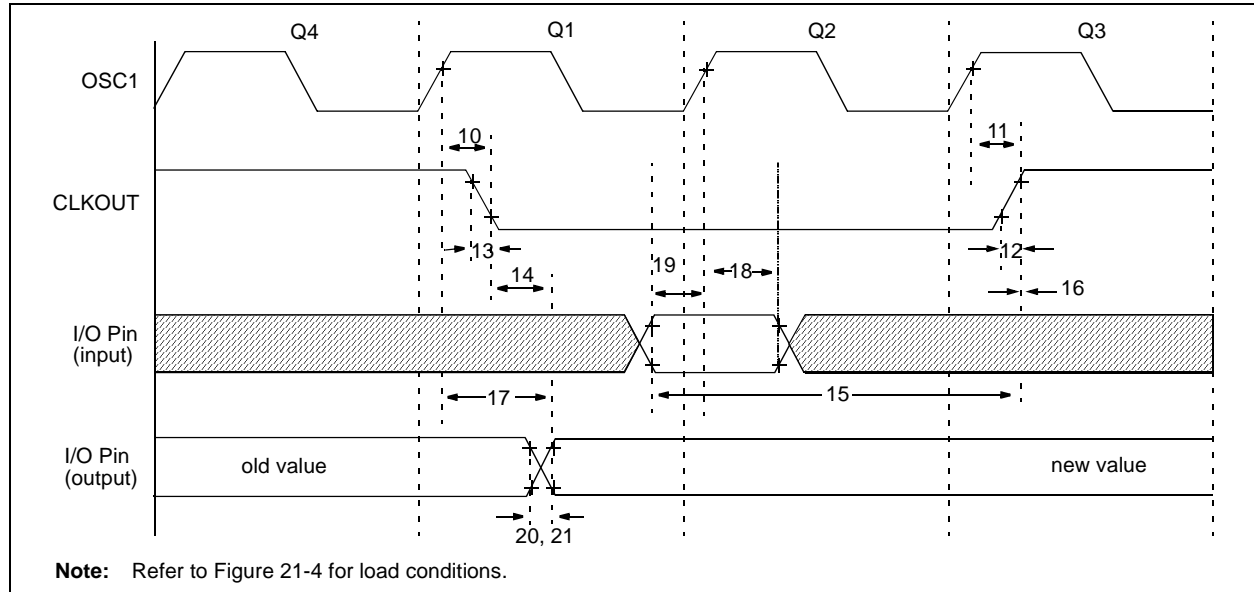 Q4
Q1
Q2
Q3
OSC1
10
11
CLKOUT
13
14
19
18
12
16
I/O Pin
(input)
17
15
I/O Pin
(output)
old value
new value
20, 21
Note: Refer to Figure 21-4 for load conditions.